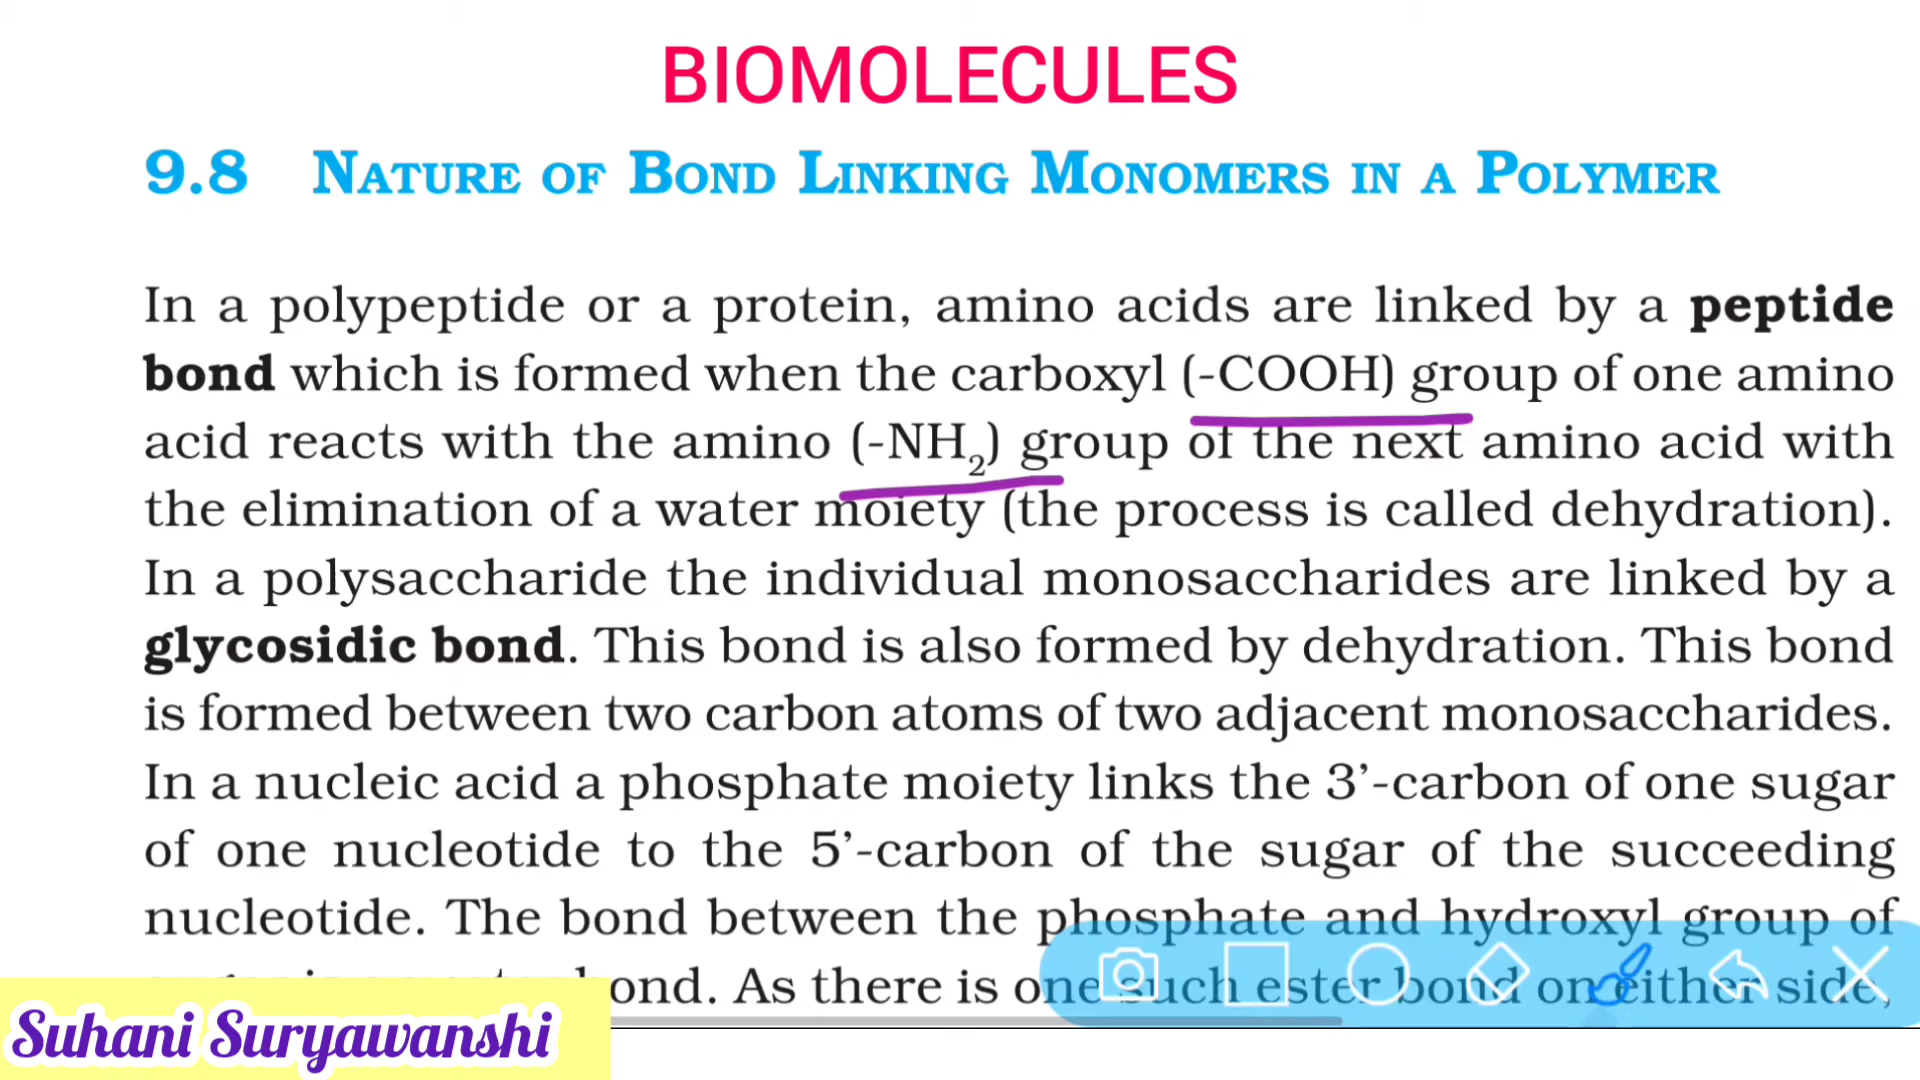 BIOMOLECULES
9.8 NATURE OF BOND LINKING MONOMERS IN A POLYMER
In a polypeptide or a protein, amino acids are linked by a peptide
bond which is formed when the carboxyl (-COOH) group of one amino
acid reacts with the amino (-NH₂) group of the next amino acid with
the elimination of a water moiety (the process is called dehydration).
In a polysaccharide the individual monosaccharides are linked by a
glycosidic bond. This bond is also formed by dehydration. This bond
is formed between two carbon atoms of two adjacent monosaccharides.
In a nucleic acid a phosphate moiety links the 3’-carbon of one sugar
of one nucleotide to the 5’-carbon of the sugar of the succeeding
nucleotide. The bond between the phosphate and hydroxyl group of
ond. As there is one such ester bond on either side,
Suhani Suryawanshi